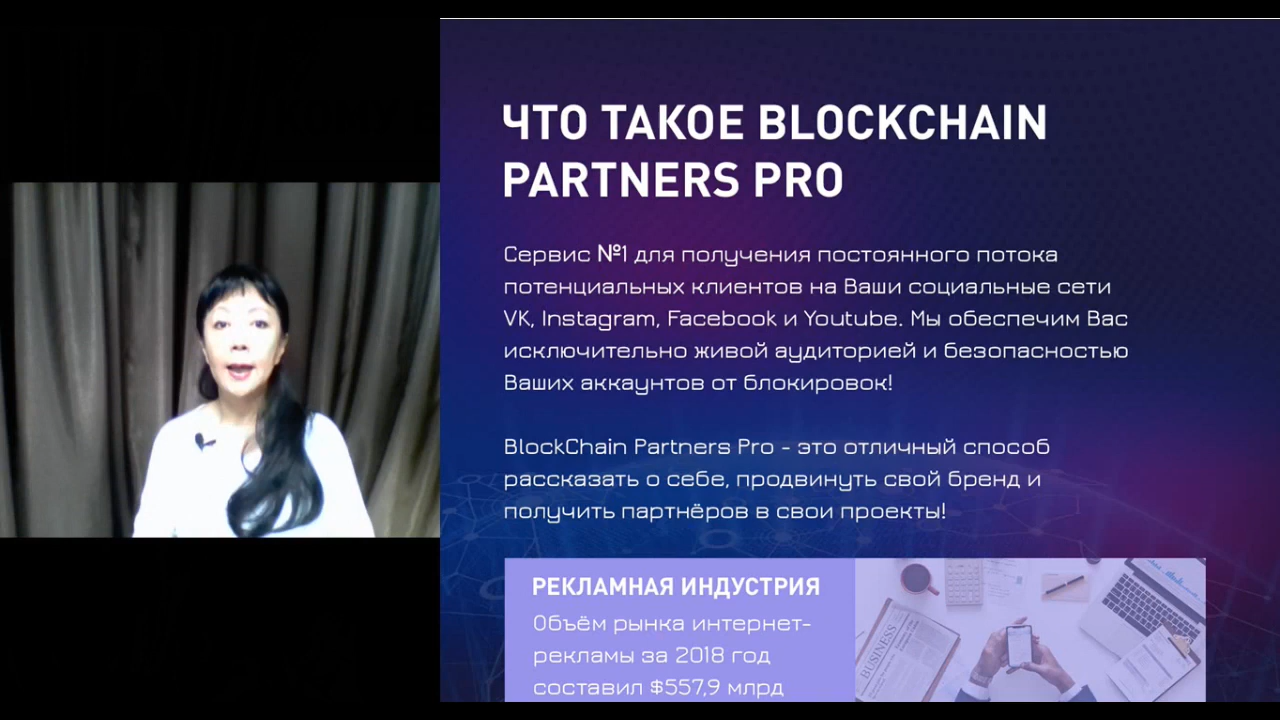 ЧТО ТАКОЕ BLOCKCHAIN
PARTNERS PRO
Сервис №1 для получения постоянного потока
потенциальных клиентов на Ваши социальные сети
VK, Instagram, Facebook и Youtube. Мы обеспечим Вас
исключительно живой аудиторией и безопасностью
Ваших аккаунтов от блокировок!
BlockChain Partners Pro - это отличный способ
рассказать о себе, продвинуть свой бренд и
получить партнёров в свои проекты!
РЕКЛАМНАЯ ИНДУСТРИЯ
Объём рынка интернет-
рекламы за 2018 год
составил $557,9 млрд
BUSINESS